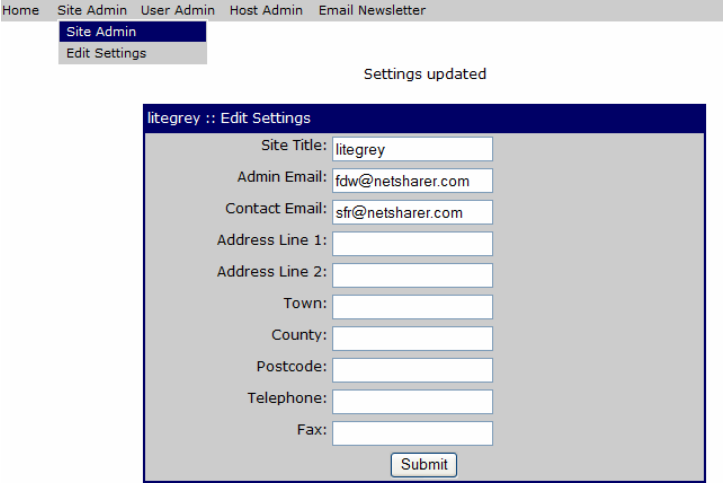 Home Site Admin User Admin Host Admin Email Newsletter
Site Admin
Edit Settings
Settings updated
litegrey :: Edit Settings
Site Title: litegrey
Admin Email: fdw@netsharer.com
Contact Email: sfr@netsharer.com
Address Line 1:
Address Line 2:
Town:
County:
Postcode:
Telephone:
Fax:
Submit